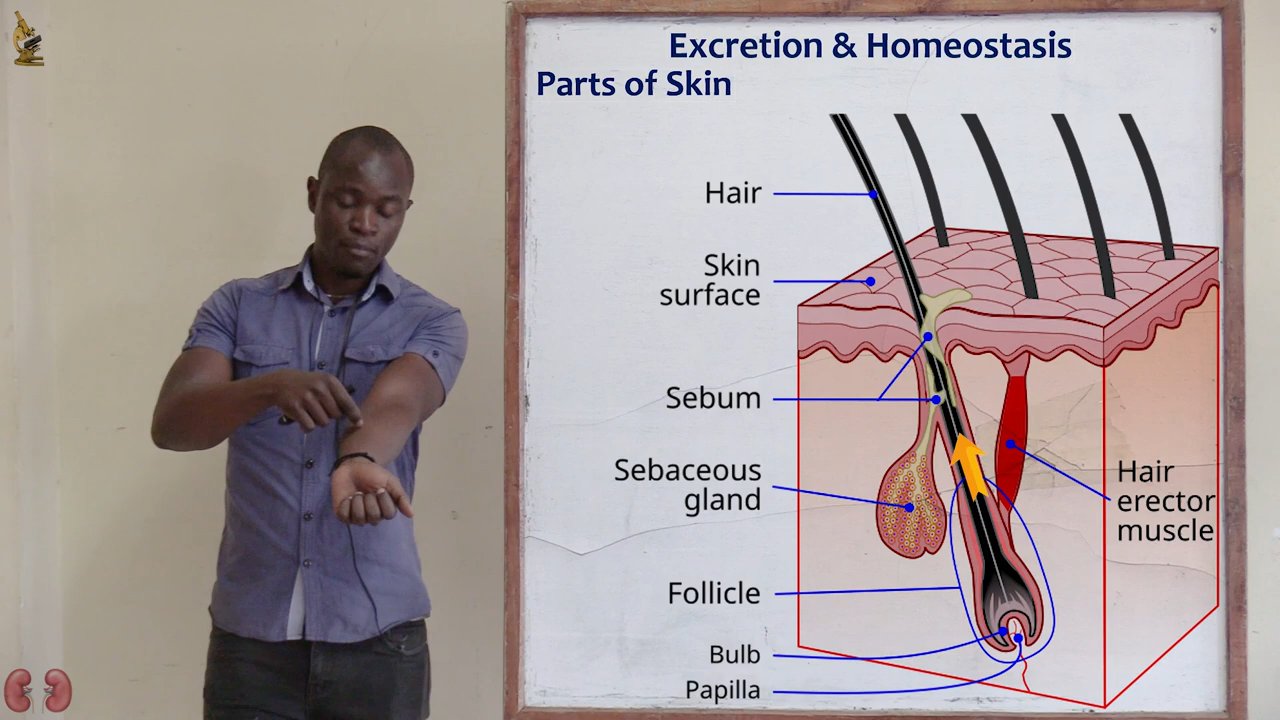 Excretion & Homeostasis
Parts of Skin
Hair
Skin
surface
Sebum
Sebaceous
gland
Hair
erector
muscle
Follicle
Bulb
Papilla